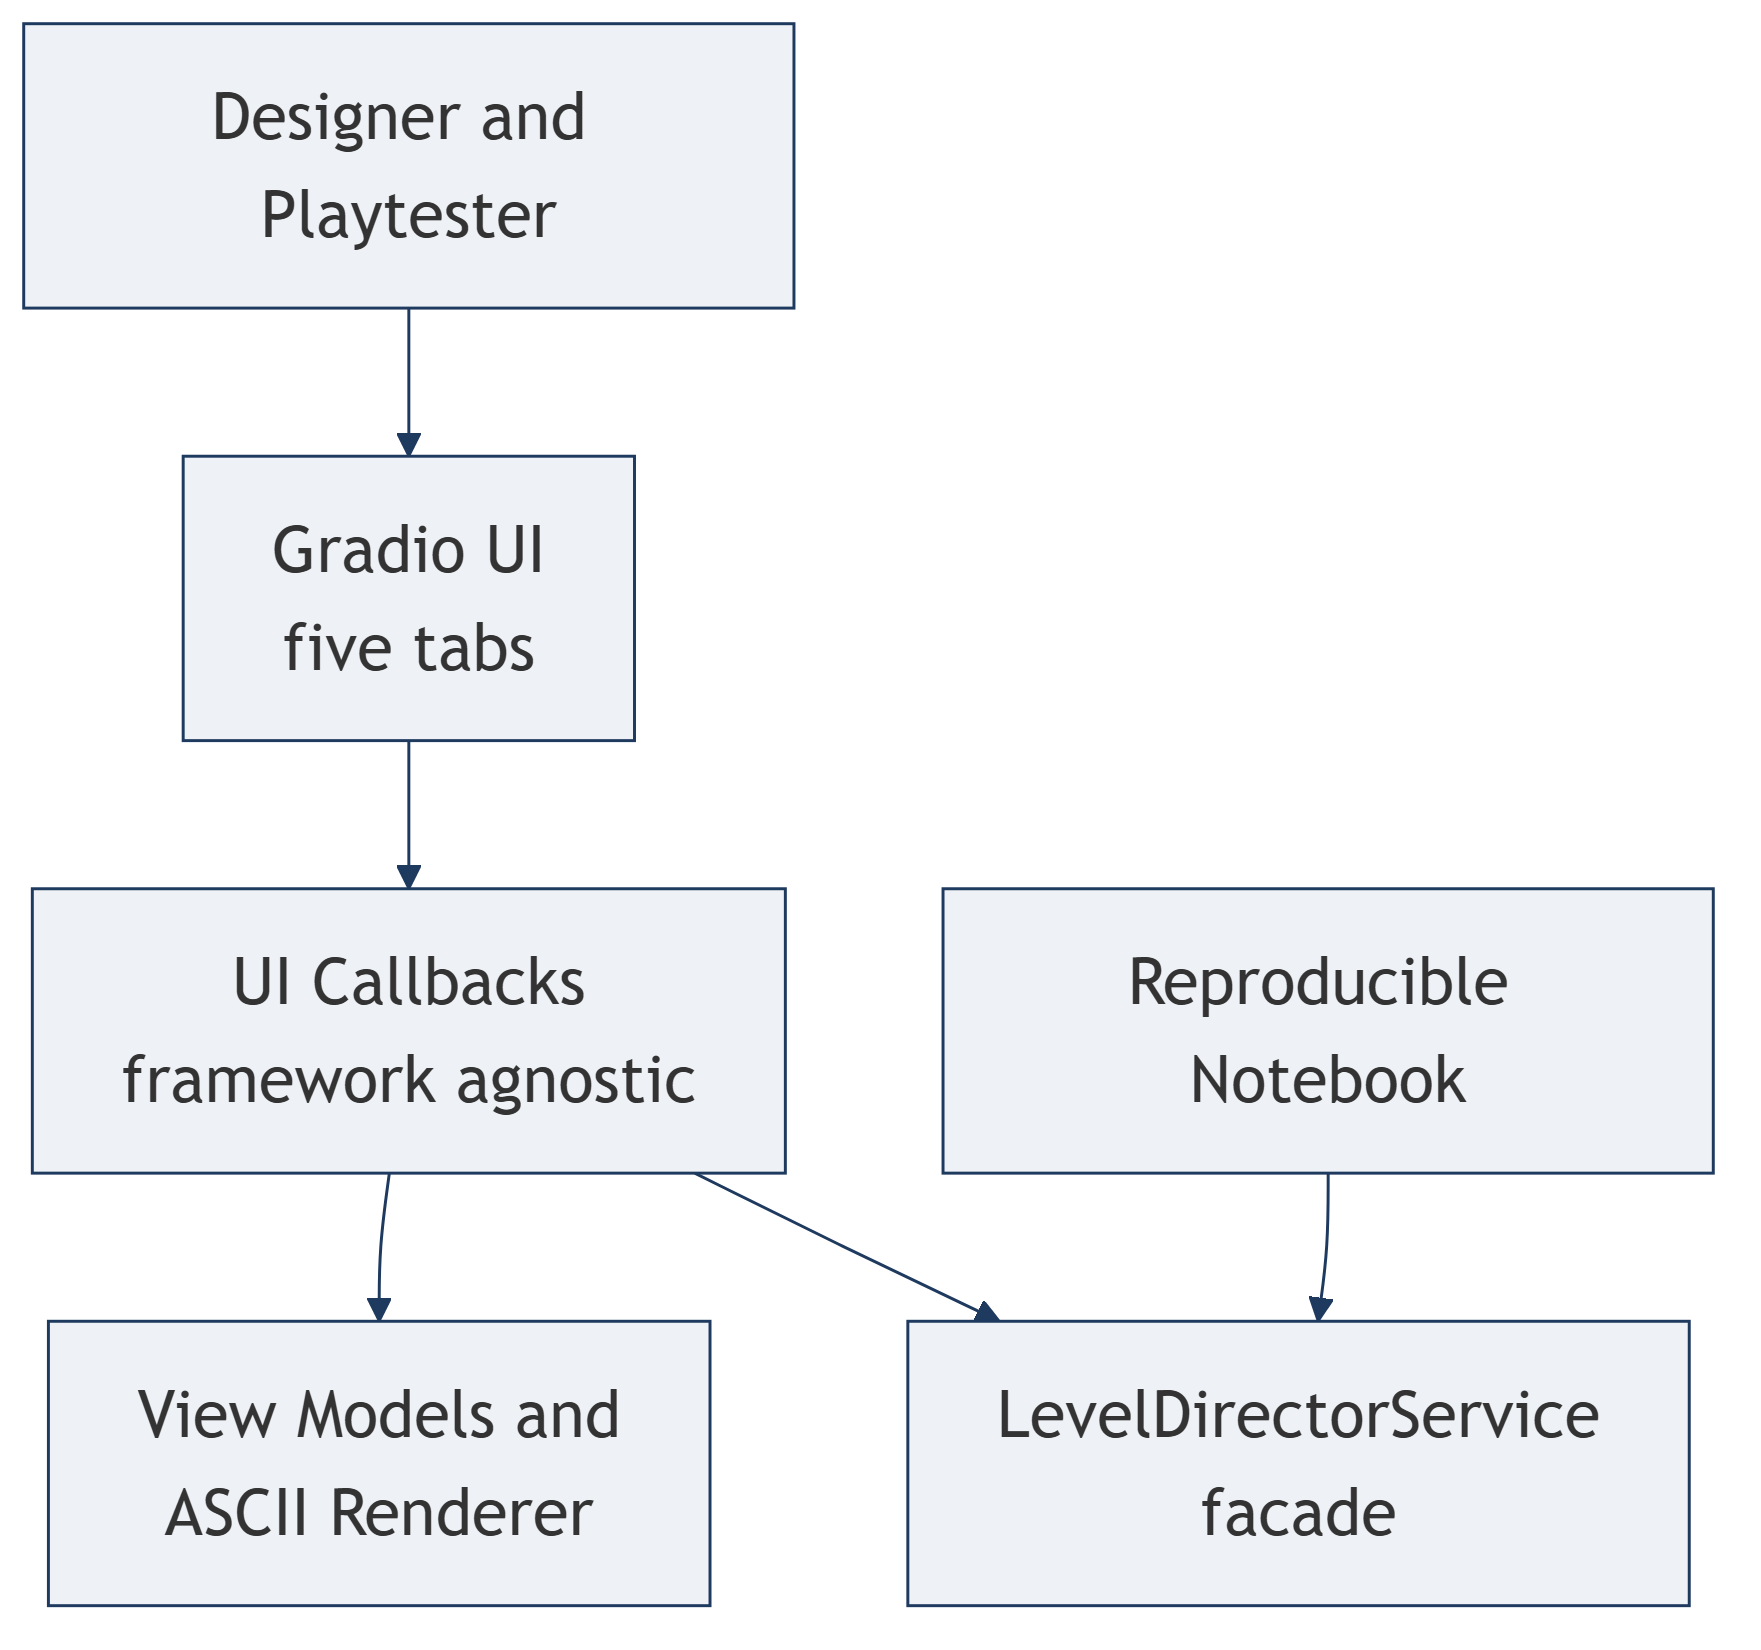 Designer and
Playtester
Gradio UI
five tabs
UI Callbacks
framework agnostic
Reproducible
Notebook
View Models and
ASCII Renderer
LevelDirectorService
facade